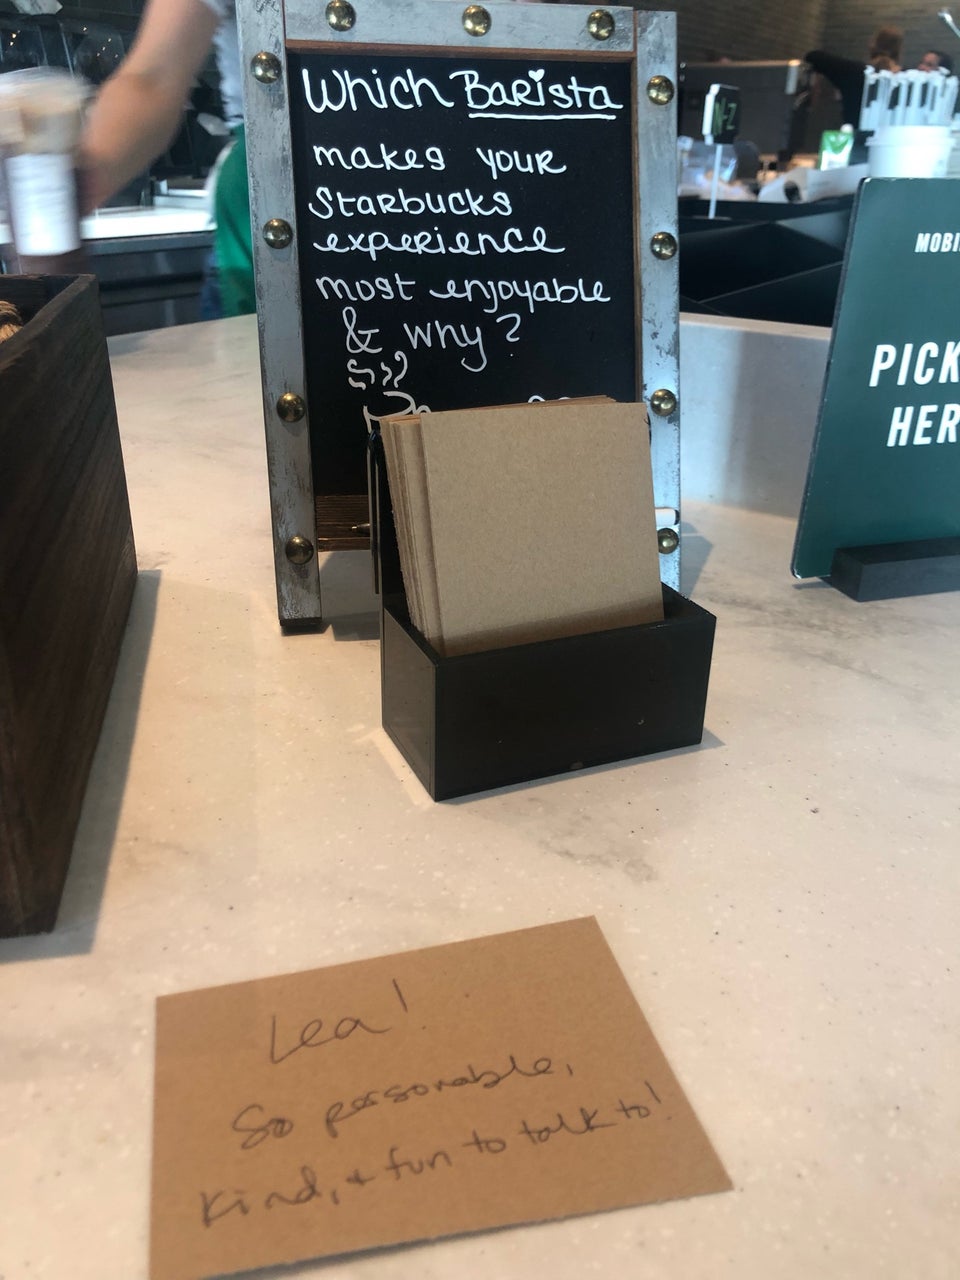 Which Barista
makes your
Starbucks
experience
most enjoyable
& why?
N-Z
PICK
HER
Lea!
So personable,
Kind, + fun to talk to!